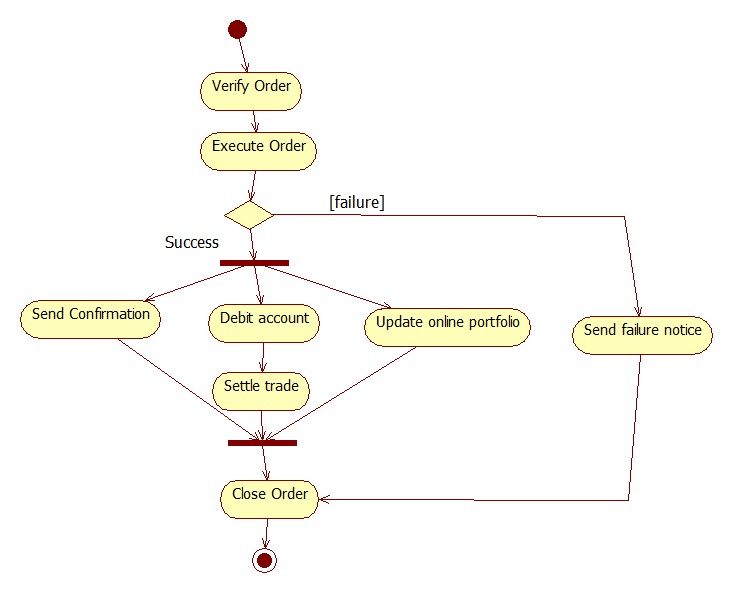 Verify Order
Execute Order
[failure]
Success
Send Confirmation
Debit account
Update online portfolio
Send failure notice
Settle trade
Close Order